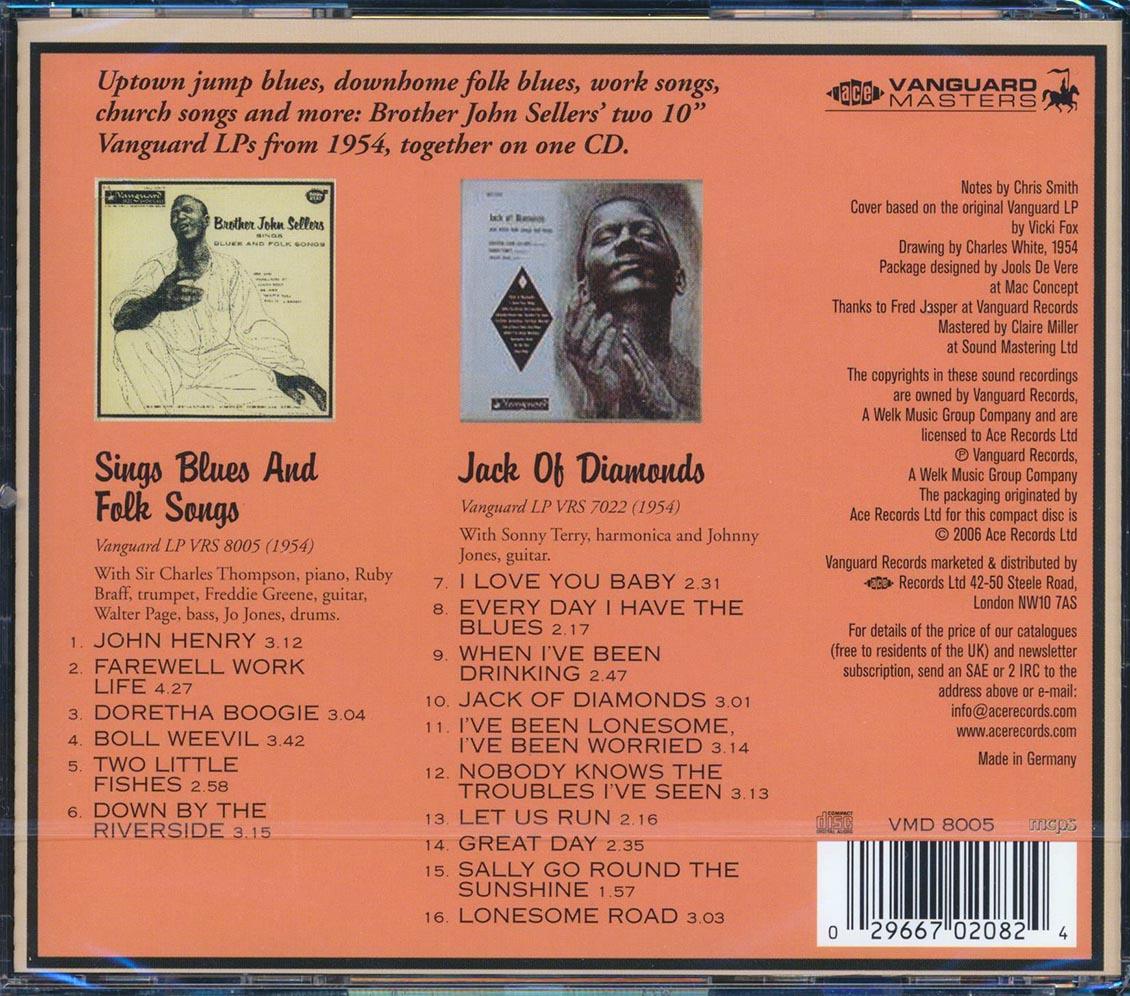 Uptown jump blues, downhome folk blues, work songs,
church songs and more: Brother John Sellers' two 10”
Vanguard LPs from 1954, together on one CD.
ace VANGUARD
MASTERS
Vanguard
Brother John Sellers
SINGS
BLUES AND FOLK SONGS
Jack of Diamonds
Vanguard
Sings Blues And
Folk Songs
Vanguard LP VRS 8005 (1954)
With Sir Charles Thompson, piano, Ruby
Braff, trumpet, Freddie Greene, guitar,
Walter Page, bass, Jo Jones, drums.
1. JOHN HENRY 3.12
2. FAREWELL WORK
LIFE 4.27
3. DORETHA BOOGIE 3.04
4. BOLL WEEVIL 3.42
5. TWO LITTLE
FISHES 2.58
6. DOWN BY THE
RIVERSIDE 3.15
Jack Of Diamonds
Vanguard LP VRS 7022 (1954)
With Sonny Terry, harmonica and Johnny
Jones, guitar.
7. I LOVE YOU BABY 2.31
8. EVERY DAY I HAVE THE
BLUES 2.17
9. WHEN I'VE BEEN
DRINKING 2.47
10. JACK OF DIAMONDS 3.01
11. I'VE BEEN LONESOME,
I'VE BEEN WORRIED 3.14
12. NOBODY KNOWS THE
TROUBLES I'VE SEEN 3.13
13. LET US RUN 2.16
14. GREAT DAY 2.35
15. SALLY GO ROUND THE
SUNSHINE 1.57
16. LONESOME ROAD 3.03
Notes by Chris Smith
Cover based on the original Vanguard LP
by Vicki Fox
Drawing by Charles White, 1954
Package designed by Jools De Vere
at Mac Concept
Thanks to Fred Jasper at Vanguard Records
Mastered by Claire Miller
at Sound Mastering Ltd
The copyrights in these sound recordings
are owned by Vanguard Records,
A Welk Music Group Company and are
licensed to Ace Records Ltd
℗ Vanguard Records,
A Welk Music Group Company
The packaging originated by
Ace Records Ltd for this compact disc is
© 2006 Ace Records Ltd
Vanguard Records marketed & distributed by
ace Records Ltd 42-50 Steele Road,
London NW10 7AS
For details of the price of our catalogues
(free to residents of the UK) and newsletter
subscription, send an SAE or 2 IRC to the
address above or e-mail:
info@acerecords.com
www.acerecords.com
Made in Germany
COMPACT disc DIGITAL AUDIO VMD 8005 mcps
0 29667 02082 4